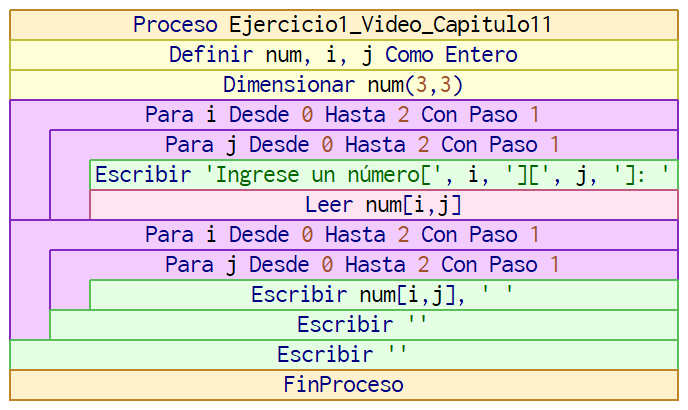 Proceso Ejercicio1_Video_Capitulo11
Definir num, i, j Como Entero
Dimensionar num(3,3)
Para i Desde 0 Hasta 2 Con Paso 1
Para j Desde 0 Hasta 2 Con Paso 1
Escribir 'Ingrese un número[', i, '][', j, ']: '
Leer num[i,j]
Para i Desde 0 Hasta 2 Con Paso 1
Para j Desde 0 Hasta 2 Con Paso 1
Escribir num[i,j], ' '
Escribir ''
Escribir ''
FinProceso